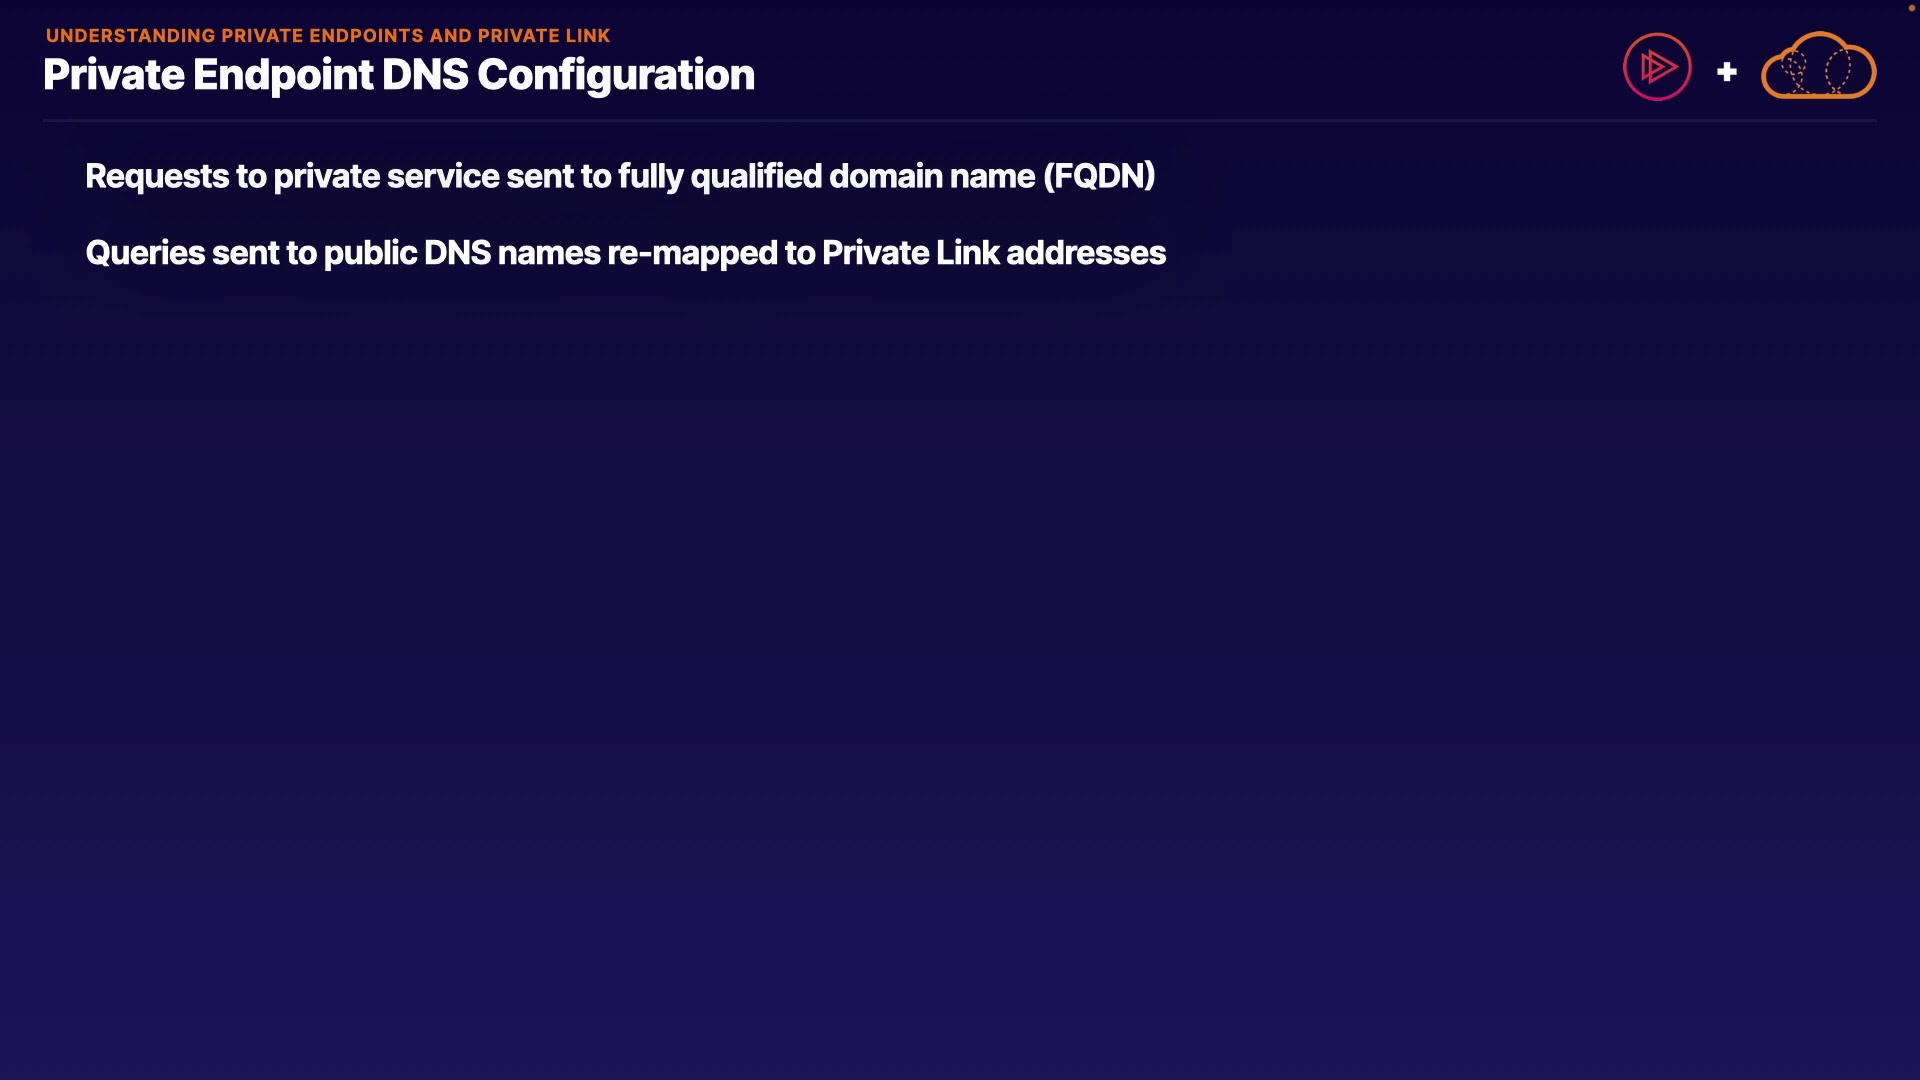 UNDERSTANDING PRIVATE ENDPOINTS AND PRIVATE LINK
Private Endpoint DNS Configuration
Requests to private service sent to fully qualified domain name (FQDN)
Queries sent to public DNS names re-mapped to Private Link addresses